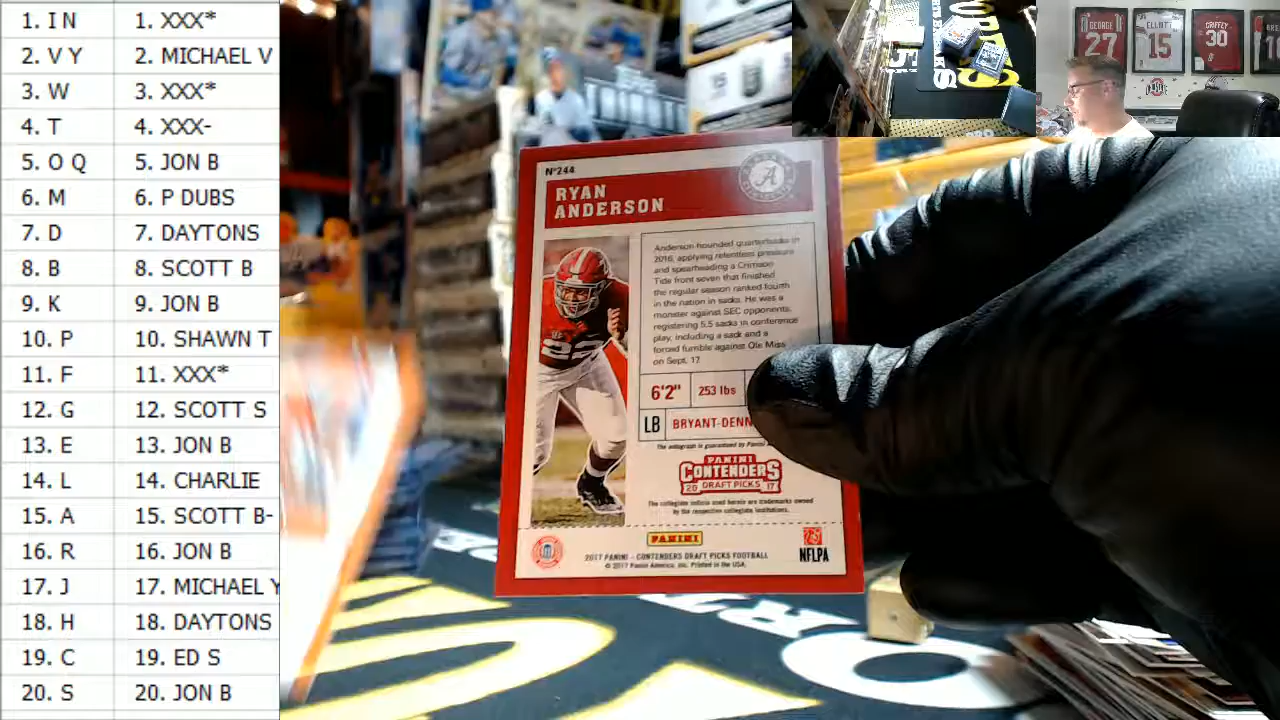 1. I N
1. XXX*
2. V Y
2. MICHAEL V
3. W
3. XXX*
4. T
4. XXX-
5. O Q
5. JON B
6. M
6. P DUBS
7. D
7. DAYTONS
8. B
8. SCOTT B
9. K
9. JON B
10. P
10. SHAWN T
11. F
11. XXX*
12. G
12. SCOTT S
13. E
13. JON B
14. L
14. CHARLIE
15. A
15. SCOTT B-
16. R
16. JON B
17. J
17. MICHAEL Y
18. H
18. DAYTONS
19. C
19. ED S
20. S
20. JON B
GEORGE
27
ELLIOTT
15
GRIFFEY
30
Nº244
RYAN
ANDERSON
A
Anderson hounded quarterbacks in
2016, applying relentless pressure
and spearheading a Crimson
Tide front seven that finished
the regular season ranked fourth
in the nation in sacks. He was a
monster against SEC opponents,
registering 5.5 sacks in conference
play, including a sack and a
forced fumble against Ole Miss
on Sept. 17
22
6'2"
253 lbs
LB
BRYANT-DENN
The autograph is guaranteed by Panini
PANINI
CONTENDERS
20 DRAFT PICKS 17
The collegiate indicia used herein are trademarks owned
by the respective collegiate institutions.
PANINI
2017 PANINI - CONTENDERS DRAFT PICKS FOOTBALL
© 2017 Panini America, Inc. Printed in the USA.
NFLPA